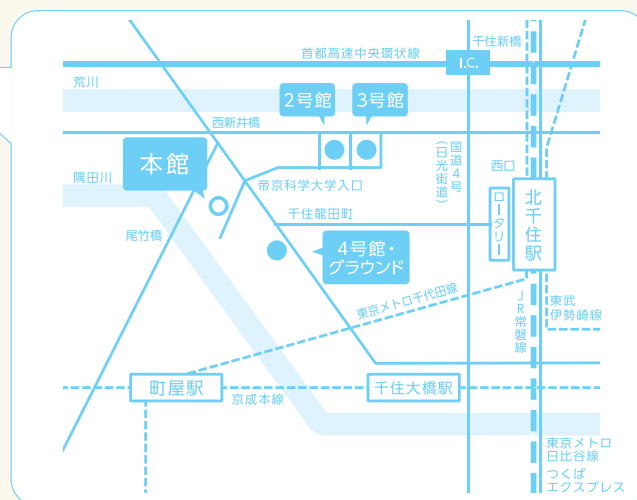 千住新橋
首都高速中央環状線
I.C.
荒川
2号館
3号館
西新井橋
国道4号
(日光街道)
本館
西口
隅田川
帝京科学大学入口
北千住駅
ロータリー
千住龍田町
尾竹橋
4号館・
グラウンド
東京メトロ千代田線
JR常磐線
東武
伊勢崎線
町屋駅
千住大橋駅
京成本線
東京メトロ
日比谷線
つくば
エクスプレス